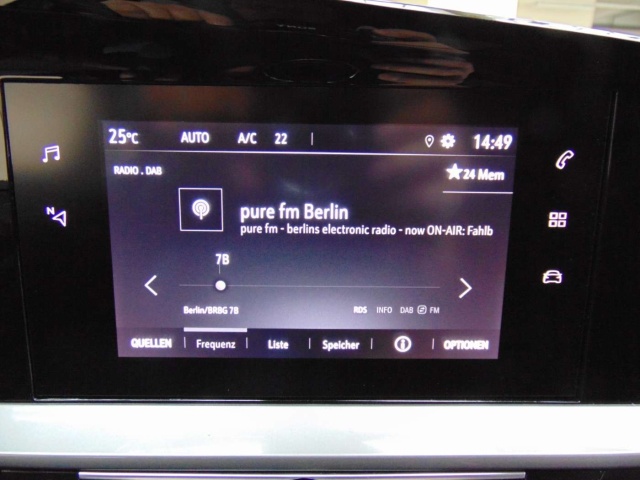 25°C AUTO A/C 22 14:49
RADIO . DAB
24 Mem
N
pure fm Berlin
pure fm - berlins electronic radio - now ON-AIR: Fahlb
7B
Berlin/BRBG 7B RDS INFO DAB FM
QUELLEN Frequenz Liste Speicher OPTIONEN